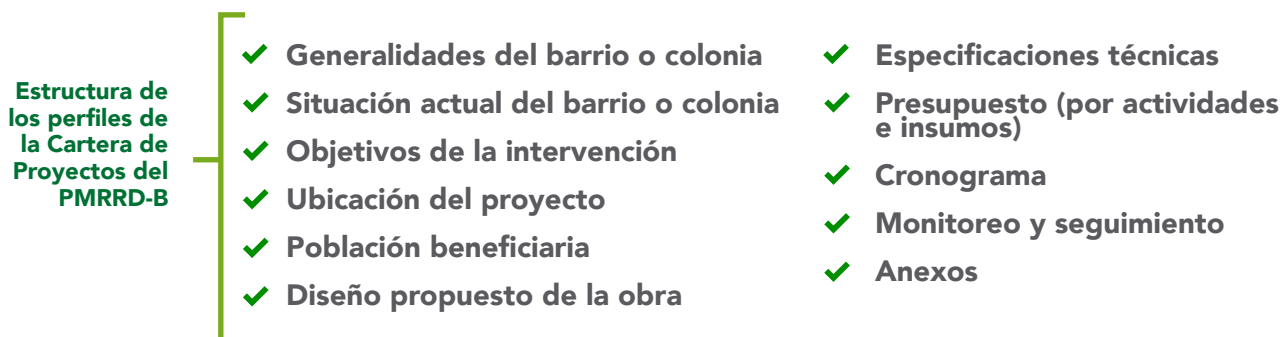 Estructura de
los perfiles de
la Cartera de
Proyectos del
PMRRD-B
Generalidades del barrio o colonia
Situación actual del barrio o colonia
Objetivos de la intervención
Ubicación del proyecto
Población beneficiaria
Diseño propuesto de la obra
Especificaciones técnicas
Presupuesto (por actividades
e insumos)
Cronograma
Monitoreo y seguimiento
Anexos